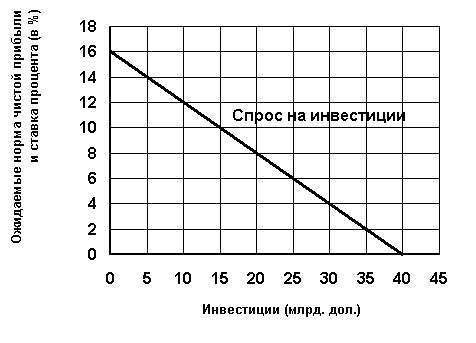 Ожидаемые норма чистой прибыли
и ставка процента (в %)
18
16
14
12
10
8
6
4
2
0
Спрос на инвестиции
0 5 10 15 20 25 30 35 40 45
Инвестиции (млрд. дол.)